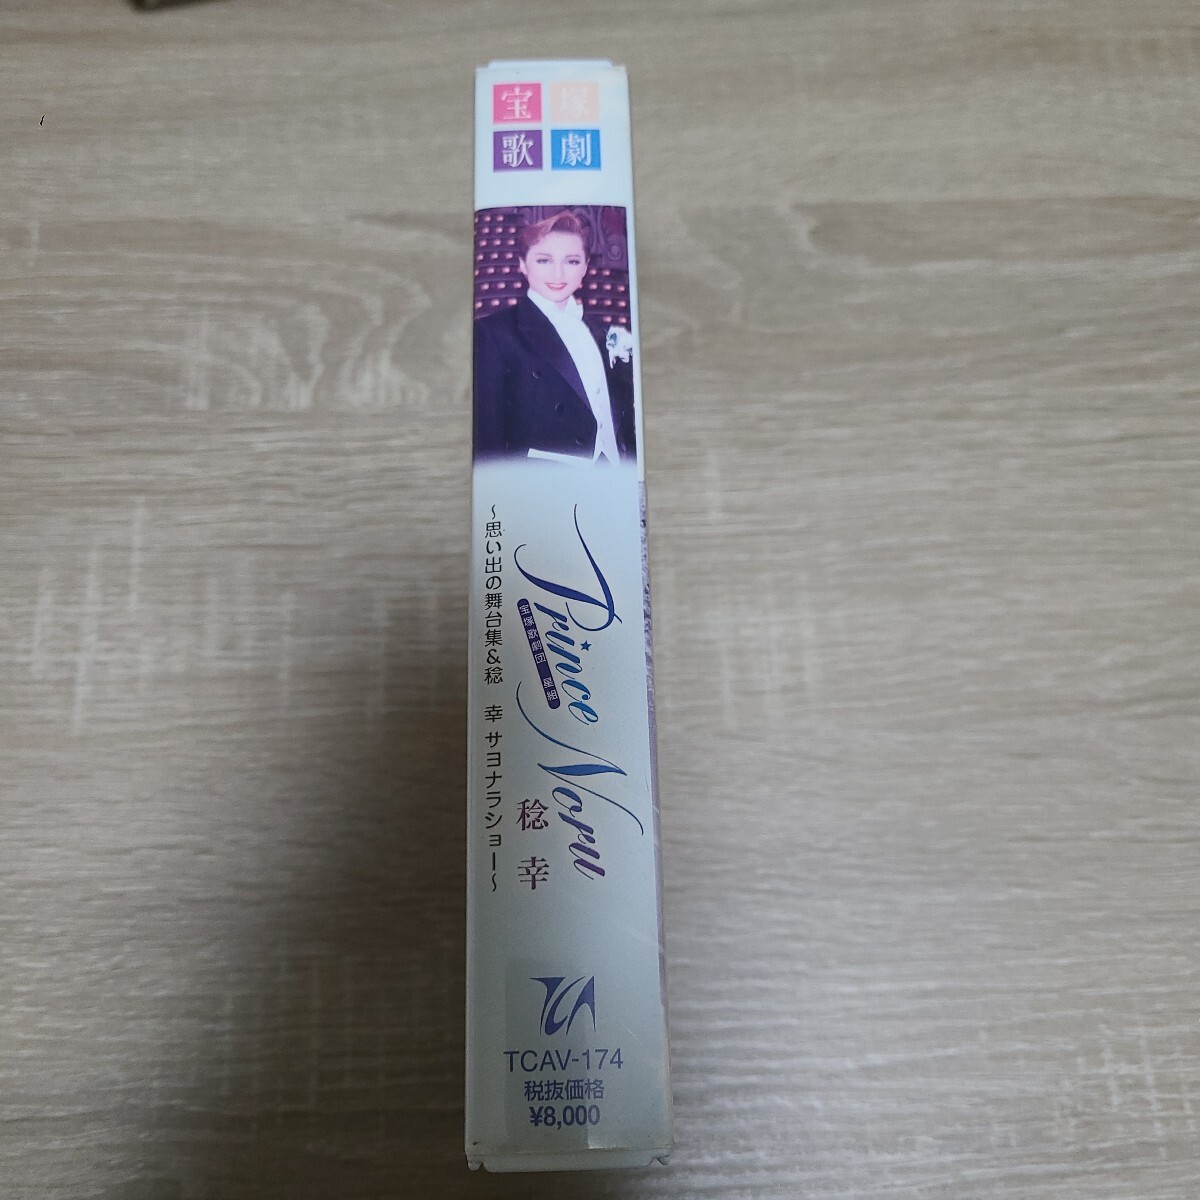 宝塚
歌劇
Prince Noru
宝塚歌劇団 星組
稔 幸
～思い出の舞台集&稔 幸 サヨナラショー～
TCAV-174
税抜価格
¥8,000